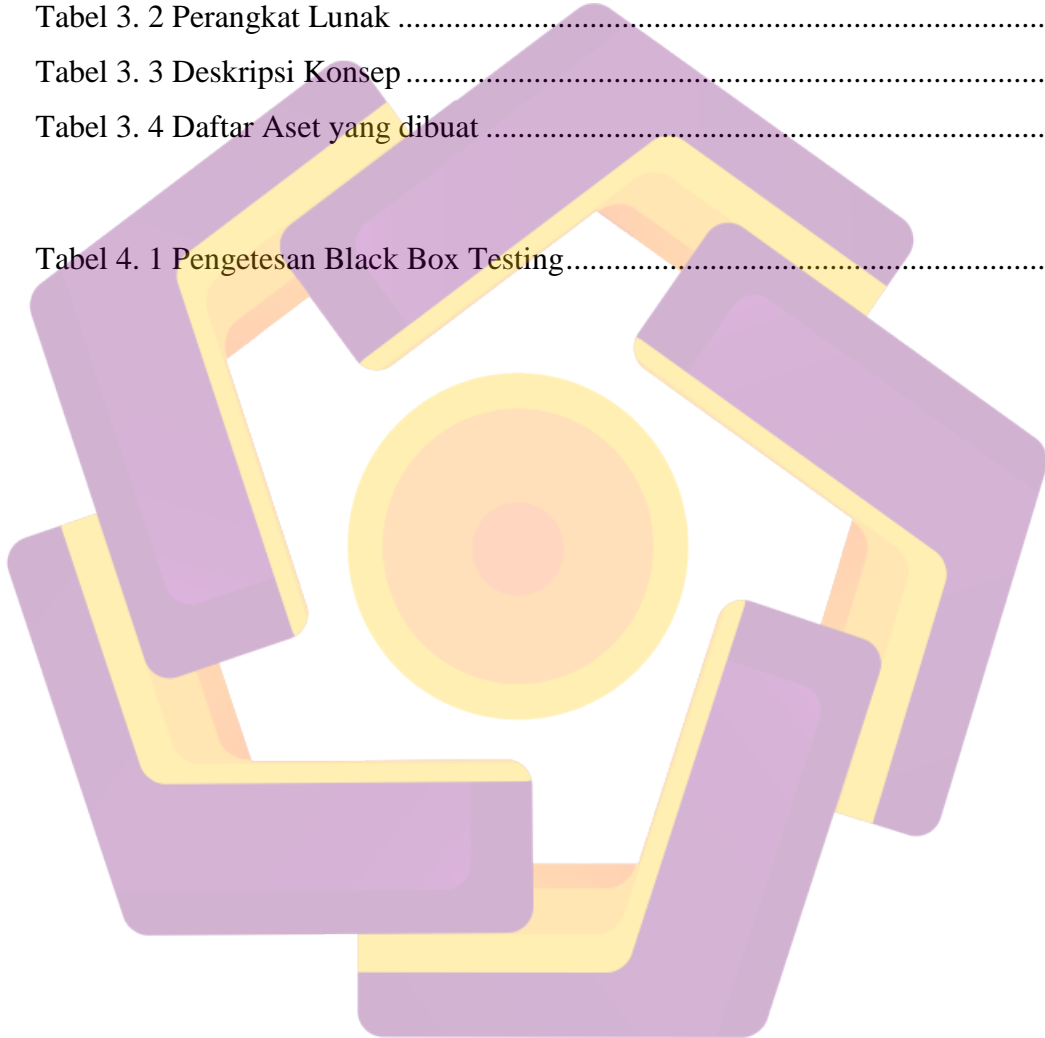 Tabel 3. 2 Perangkat Lunak ................................................................................
Tabel 3. 3 Deskripsi Konsep ...............................................................................
Tabel 3. 4 Daftar Aset yang dibuat .....................................................................
Tabel 4. 1 Pengetesan Black Box Testing...........................................................